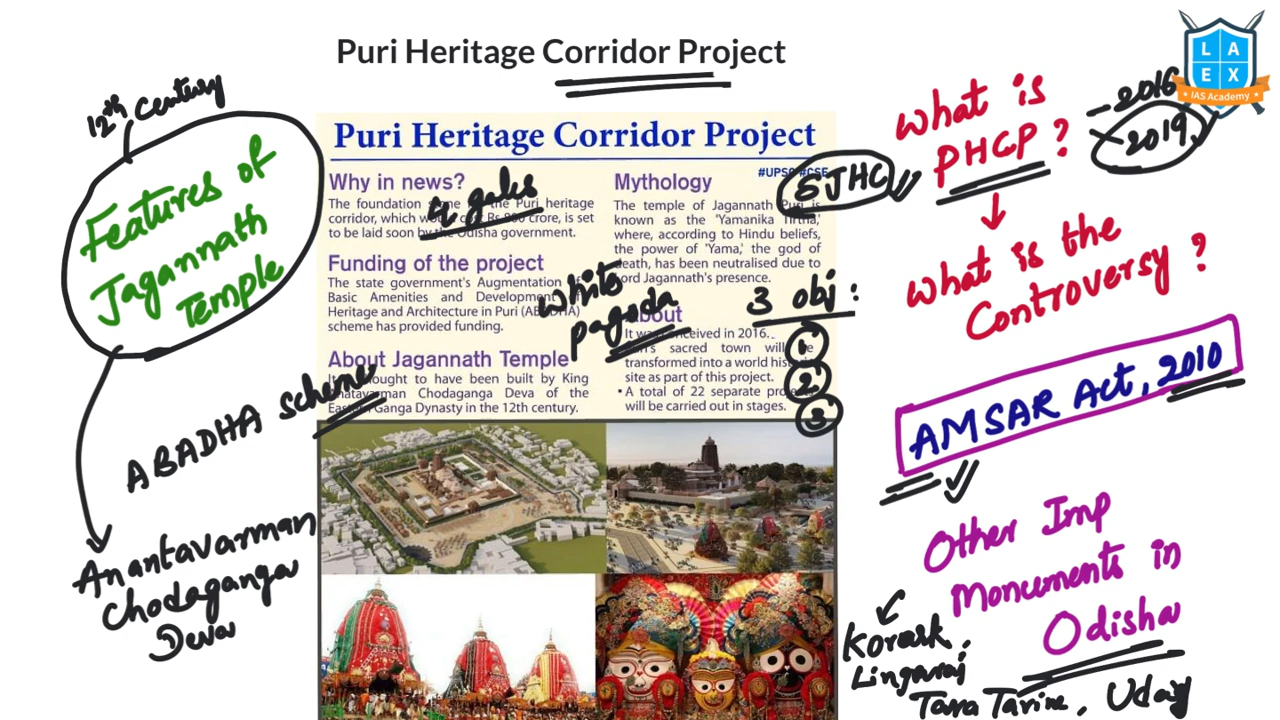 Puri Heritage Corridor Project
LAEX
IAS Academy
12th Century
Features of
Jagannath
Temple
ABADHA scheme
Anantavarman
Chodaganga
Deva
Puri Heritage Corridor Project
#UPSC #CSE
Why in news?
The foundation stone of the Puri heritage
corridor, which would cost Rs 800 crore, is set
to be laid soon by the Odisha government.
4 gates
Funding of the project
The state government's Augmentation of
Basic Amenities and Development of
Heritage and Architecture in Puri (ABADHA)
scheme has provided funding.
White
pagoda
About Jagannath Temple
It is thought to have been built by King
Anatavarman Chodaganga Deva of the
Eastern Ganga Dynasty in the 12th century.
Mythology
The temple of Jagannath Puri is
known as the 'Yamanika Tirtha,'
where, according to Hindu beliefs,
the power of 'Yama,' the god of
death, has been neutralised due to
Lord Jagannath's presence.
About
It was conceived in 2016.
sacred town will be
transformed into a world
site as part of this project.
• A total of 22 separate projects
will be carried out in stages.
SJHC
3 obj:
1
2
3
What is
PHCP?
- 2016
- 2019
What is the
Controversy?
AMSAR Act, 2010
Other Imp
Monuments in
Odisha
Konark,
Lingaraj
Tara Tarini, Uday